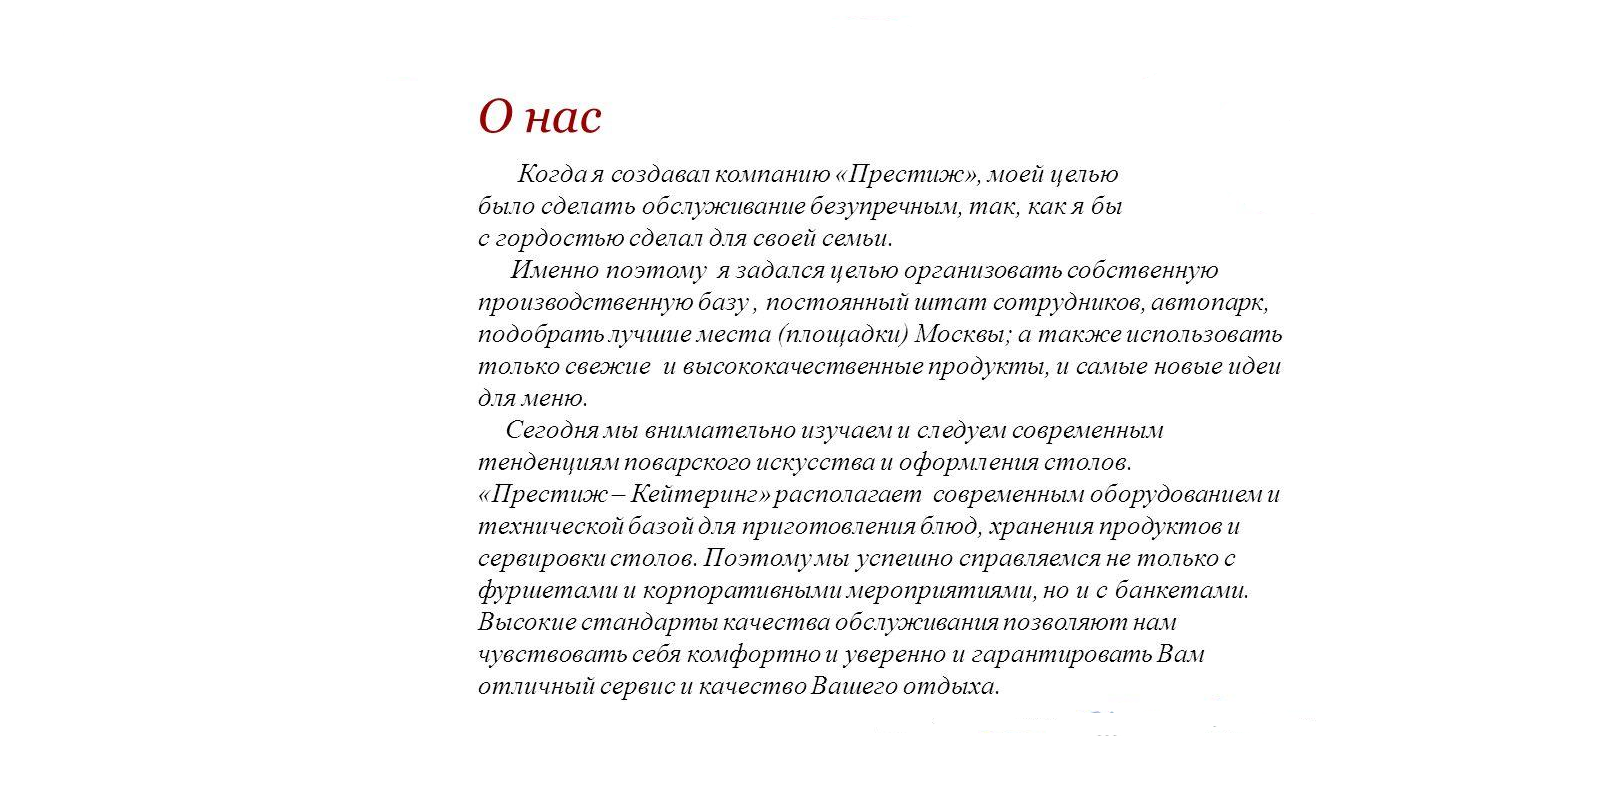 О нас
Когда я создавал компанию «Престиж», моей целью
было сделать обслуживание безупречным, так, как я бы
с гордостью сделал для своей семьи.
Именно поэтому я задался целью организовать собственную
производственную базу , постоянный штат сотрудников, автопарк,
подобрать лучшие места (площадки) Москвы; а также использовать
только свежие и высококачественные продукты, и самые новые идеи
для меню.
Сегодня мы внимательно изучаем и следуем современным
тенденциям поварского искусства и оформления столов.
«Престиж – Кейтеринг» располагает современным оборудованием и
технической базой для приготовления блюд, хранения продуктов и
сервировки столов. Поэтому мы успешно справляемся не только с
фуршетами и корпоративными мероприятиями, но и с банкетами.
Высокие стандарты качества обслуживания позволяют нам
чувствовать себя комфортно и уверенно и гарантировать Вам
отличный сервис и качество Вашего отдыха.